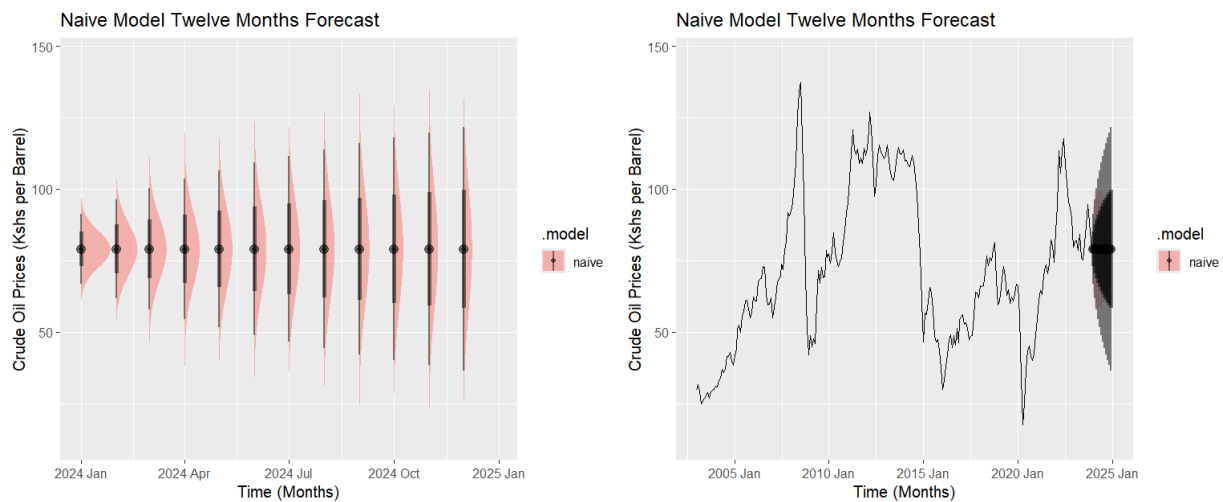 Naive Model Twelve Months Forecast
150
100
50
Crude Oil Prices (Kshs per Barrel)
2024 Jan
2024 Apr
2024 Jul
2024 Oct
2025 Jan
Time (Months)
.model
naive
Naive Model Twelve Months Forecast
150
100
50
Crude Oil Prices (Kshs per Barrel)
2005 Jan
2010 Jan
2015 Jan
2020 Jan
2025 Jan
Time (Months)
.model
naive